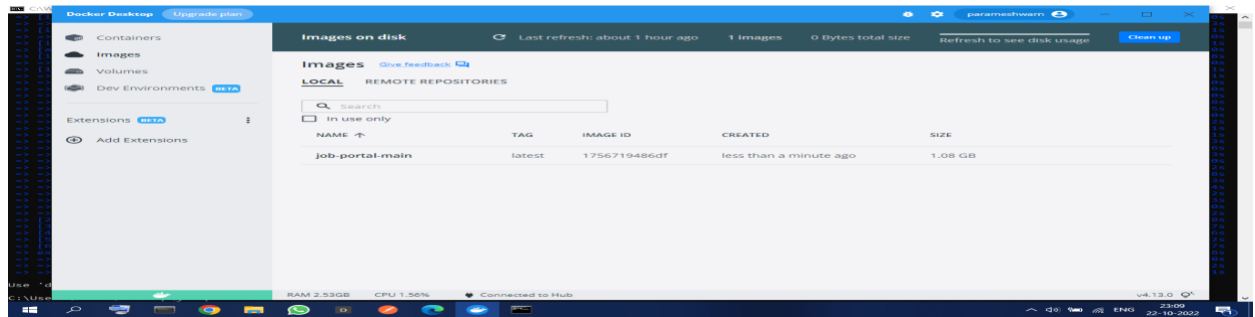 Docker Desktop Upgrade plan parameshwarn
Containers
Images
Volumes
Dev Environments BETA
Extensions BETA
Add Extensions
Images on disk Last refresh: about 1 hour ago 1 images 0 Bytes total size Refresh to see disk usage Clean up
Images Give feedback
LOCAL REMOTE REPOSITORIES
Search
In use only
NAME TAG IMAGE ID CREATED SIZE
job-portal-main latest 1756719486df less than a minute ago 1.08 GB
Use 'd
C:\Use
RAM 2.53GB CPU 1.56% Connected to Hub v4.13.0
ENG 23:09
22-10-2022